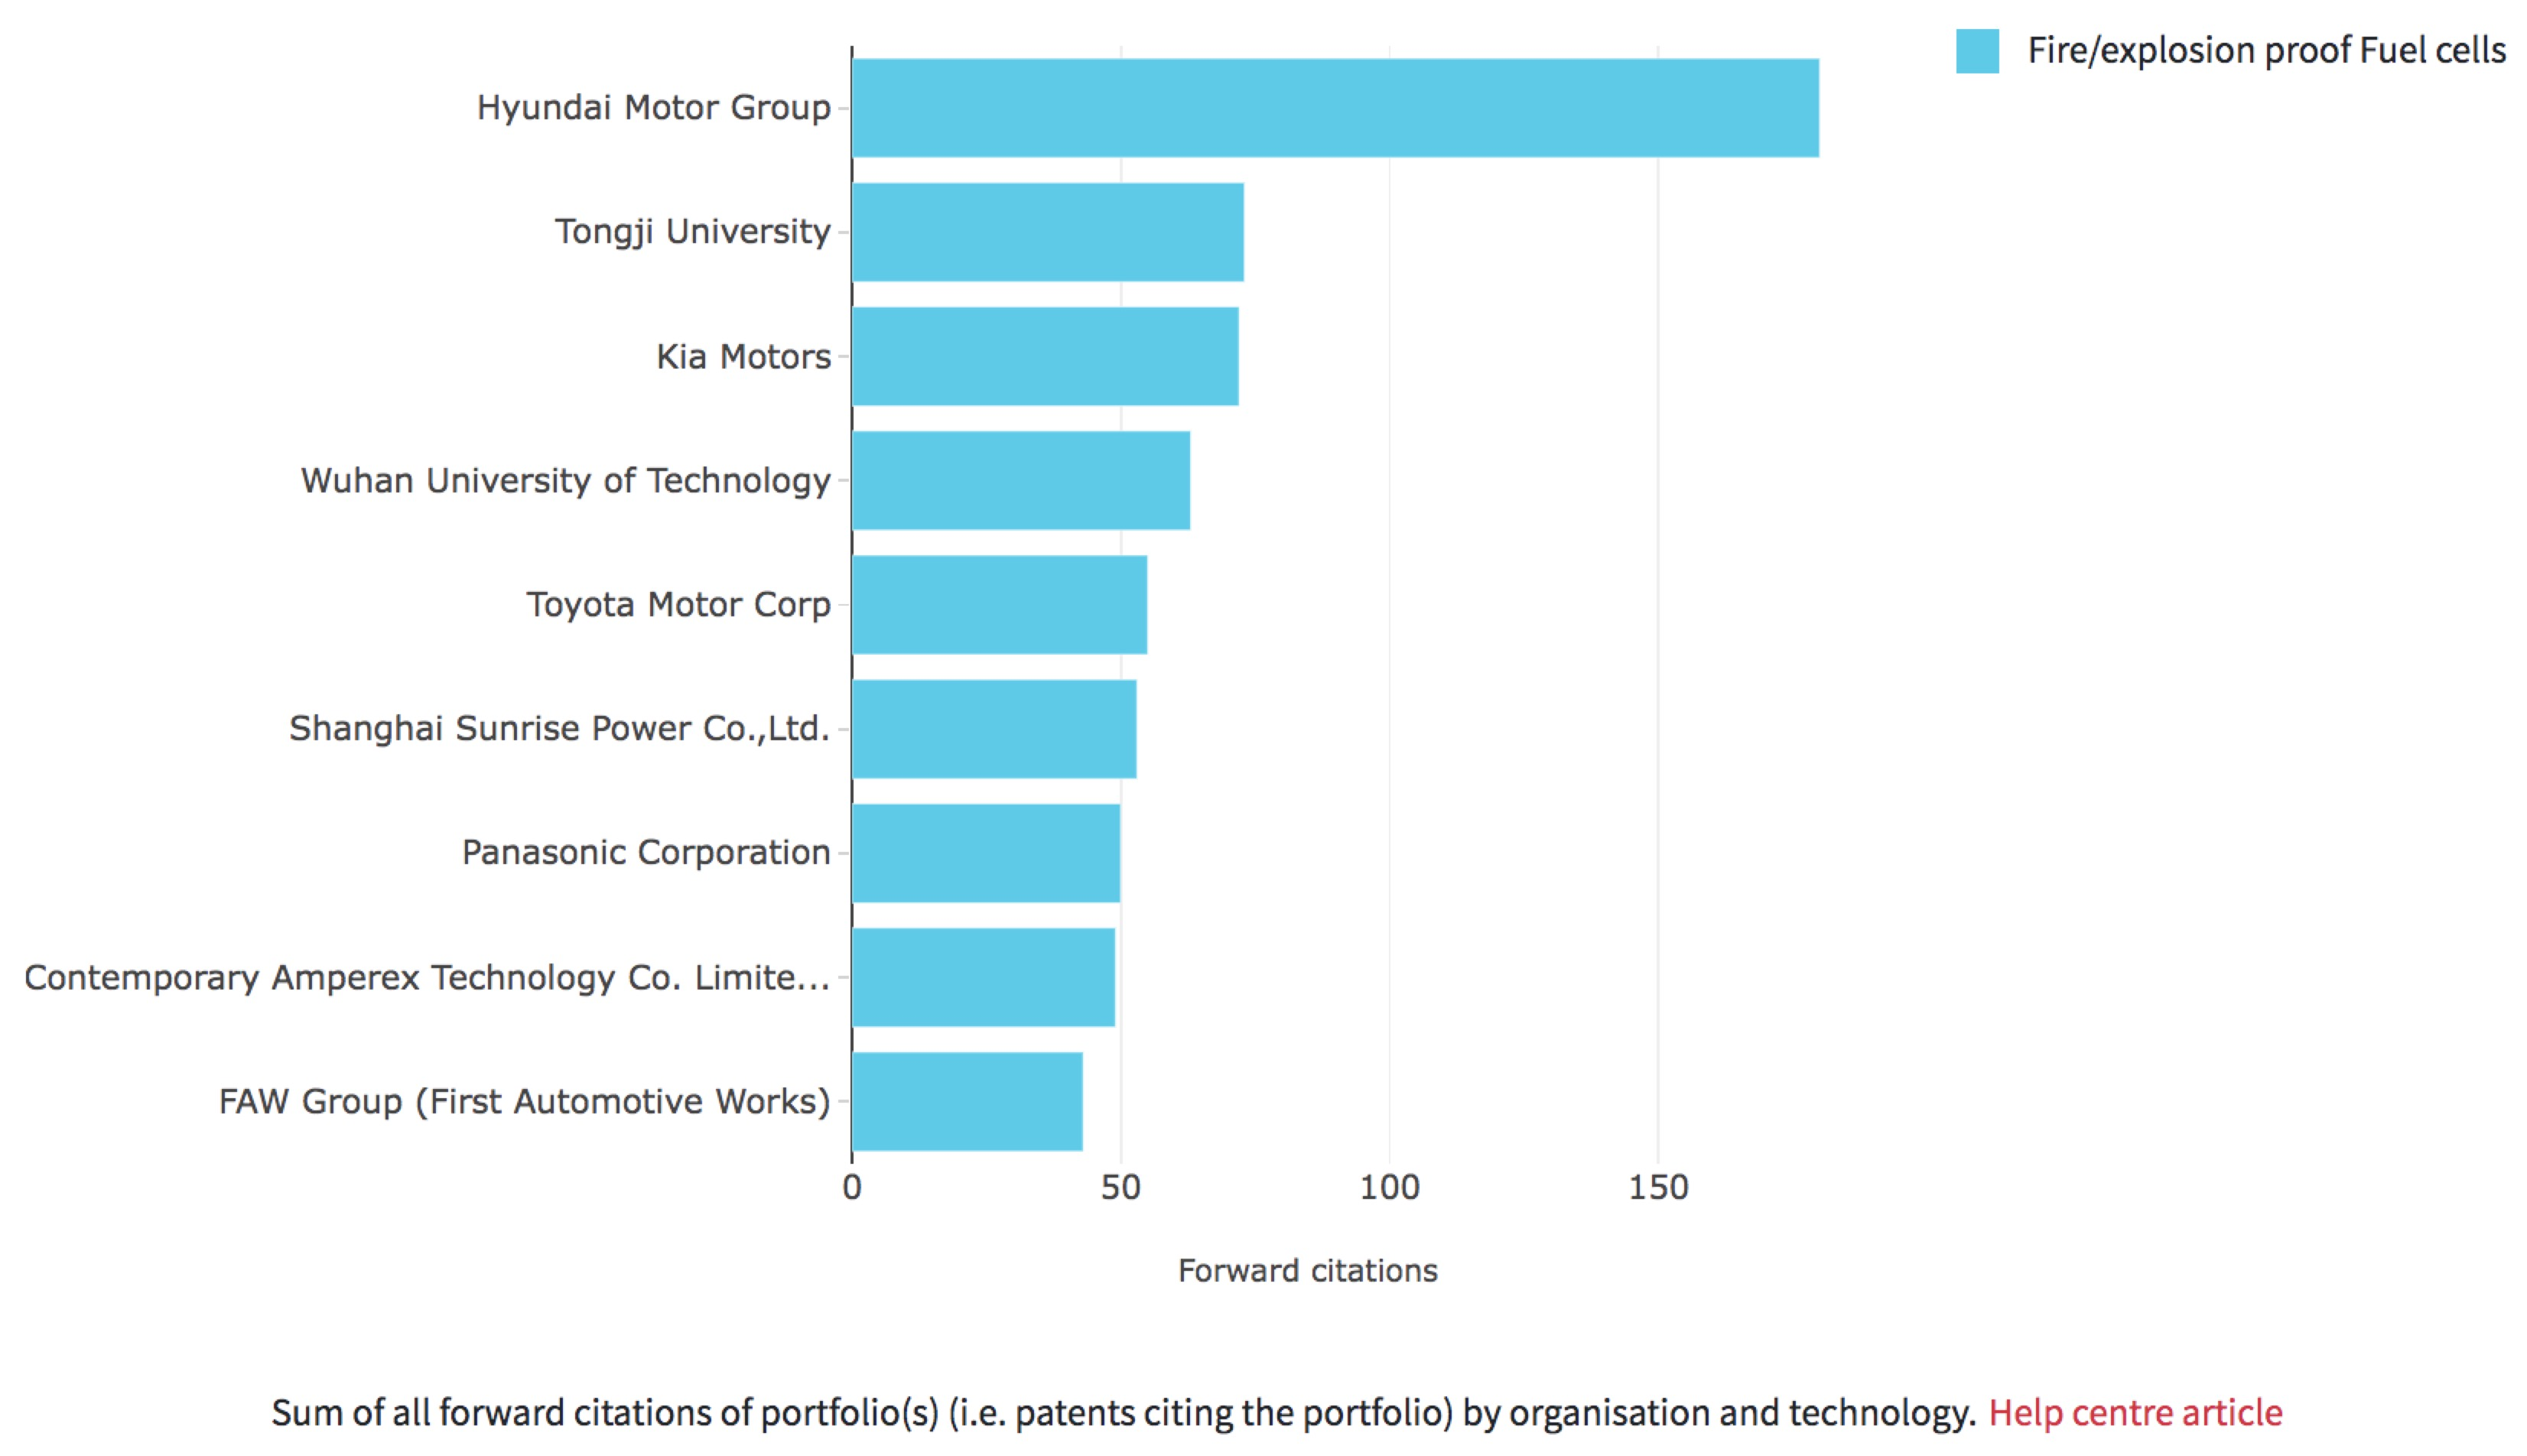 Fire/explosion proof Fuel cells
Hyundai Motor Group
Tongji University
Kia Motors
Wuhan University of Technology
Toyota Motor Corp
Shanghai Sunrise Power Co.,Ltd.
Panasonic Corporation
Contemporary Amperex Technology Co. Limite...
FAW Group (First Automotive Works)
0 50 100 150
Forward citations
Sum of all forward citations of portfolio(s) (i.e. patents citing the portfolio) by organisation and technology. Help centre article